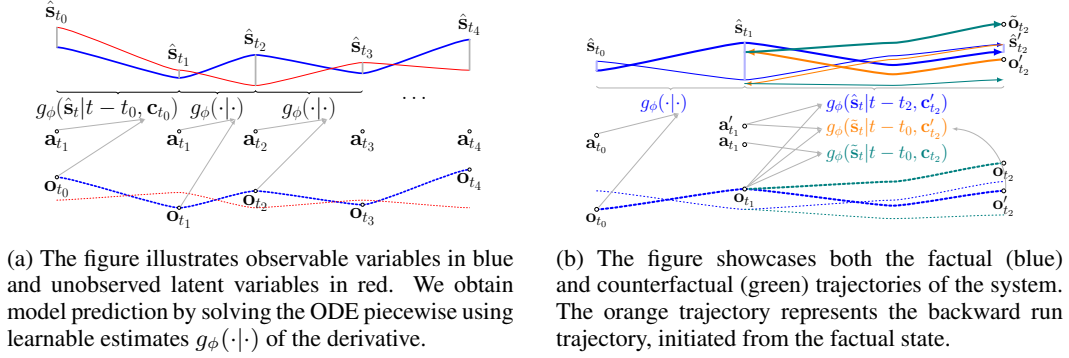 ŝ_{t_0} ŝ_{t_1} ŝ_{t_2} ŝ_{t_3} ŝ_{t_4}
g_ϕ(ŝ_t|t − t_0, c_{t_0}) g_ϕ(·|·) g_ϕ(·|·) . . .
a_{t_1} a_{t_1} a_{t_2} a_{t_3} a_{t_4}
o_{t_0} o_{t_1} o_{t_2} o_{t_3} o_{t_4}
(a) The figure illustrates observable variables in blue
and unobserved latent variables in red. We obtain
model prediction by solving the ODE piecewise using
learnable estimates g_ϕ(·|·) of the derivative.
ŝ_{t_0} ŝ_{t_1} õ_{t_2}
ŝ′_{t_2}
o′_{t_2}
g_ϕ(·|·) g_ϕ(ŝ_t|t − t_2, c′_{t_2})
a_{t_0} a′_{t_1} g_ϕ(s̄_t|t − t_0, c′_{t_2})
a_{t_1} g_ϕ(s̃_t|t − t_0, c_{t_2})
o_{t_0} o_{t_1} o_{t_2}
o′_{t_2}
(b) The figure showcases both the factual (blue)
and counterfactual (green) trajectories of the system.
The orange trajectory represents the backward run
trajectory, initiated from the factual state.